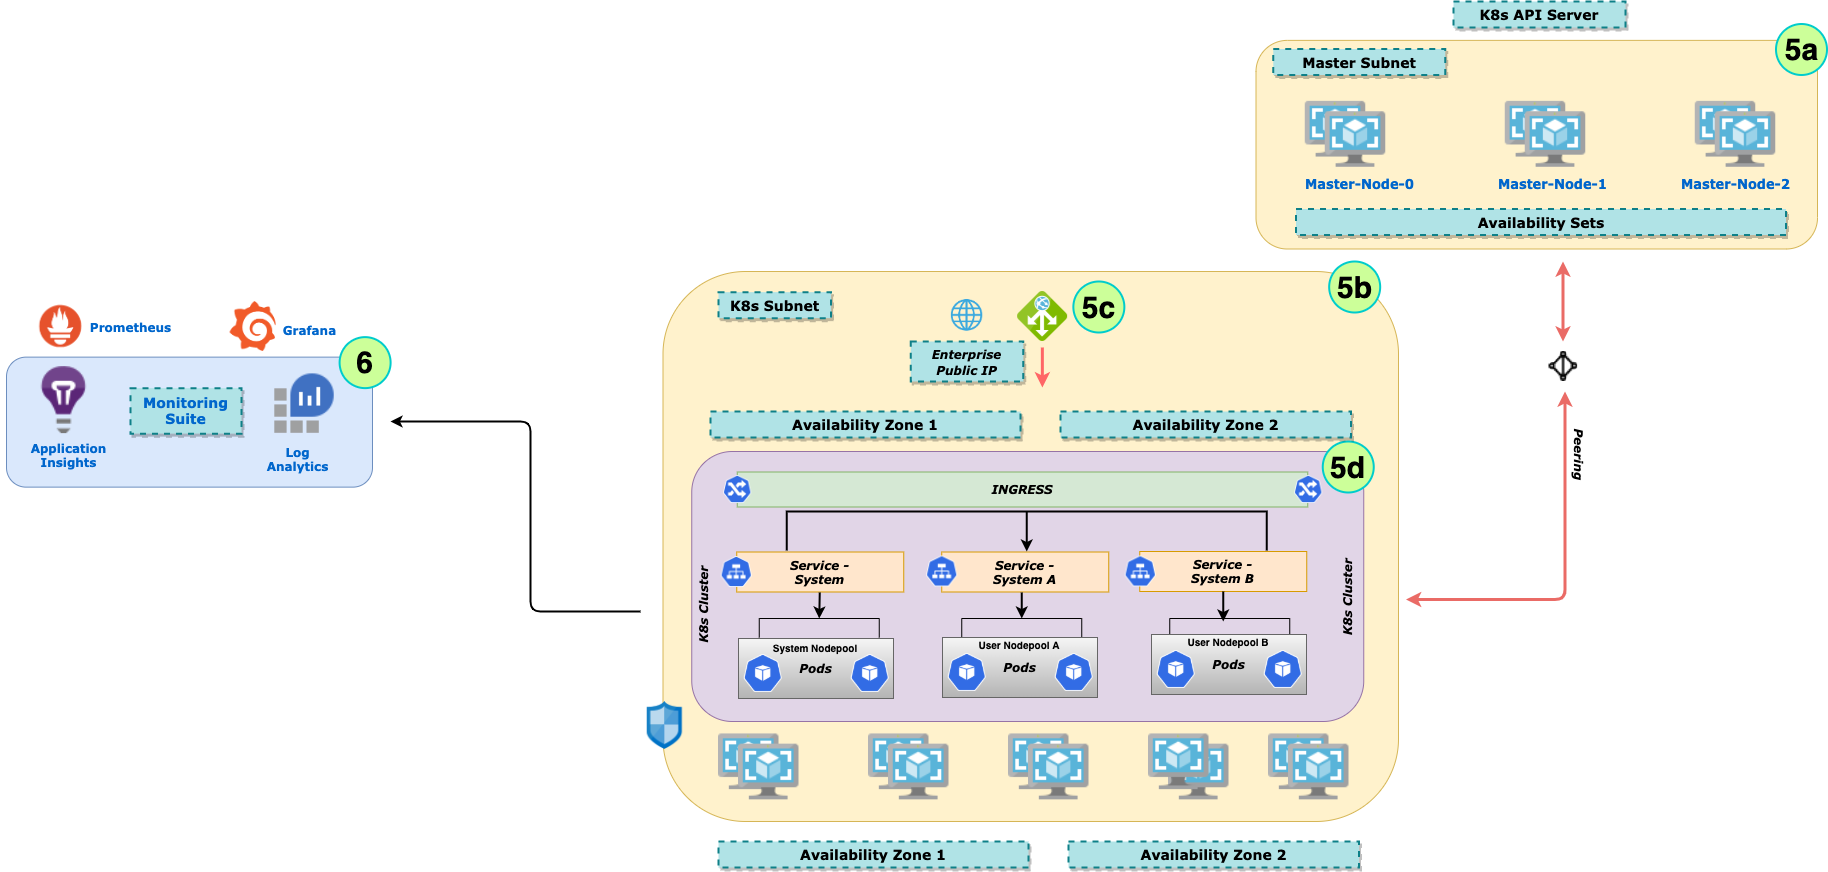 K8s API Server
5a
Master Subnet
Master-Node-0
Master-Node-1
Master-Node-2
Availability Sets
Peering
5b
K8s Subnet
5c
Enterprise
Public IP
Availability Zone 1
Availability Zone 2
5d
INGRESS
K8s Cluster
K8s Cluster
Service -
System
Service -
System A
Service -
System B
System Nodepool
Pods
User Nodepool A
Pods
User Nodepool B
Pods
Availability Zone 1
Availability Zone 2
Prometheus
Grafana
6
Monitoring
Suite
Application
Insights
Log
Analytics